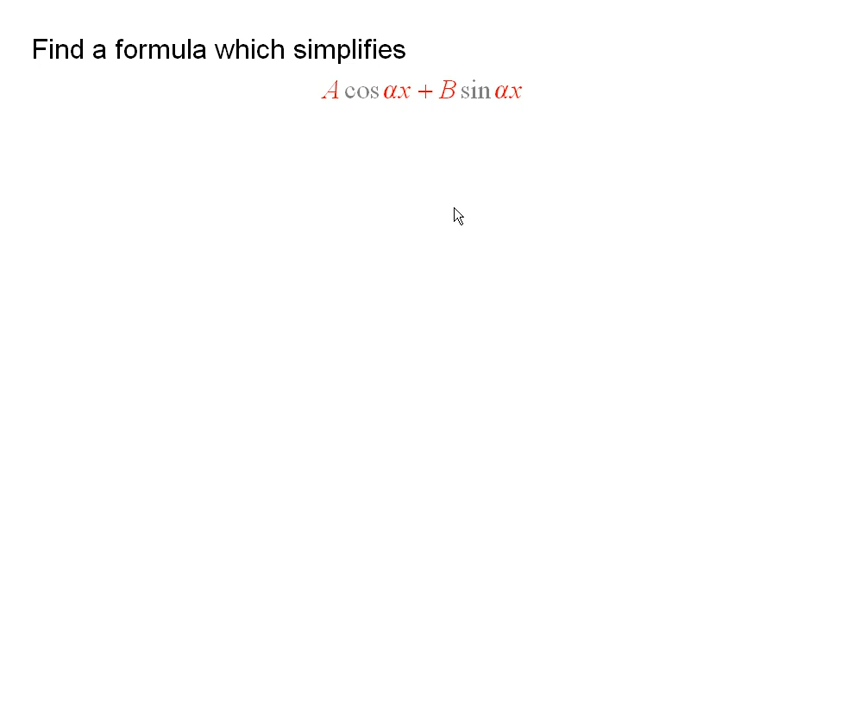 Find a formula which simplifies
A cos αx + B sin αx